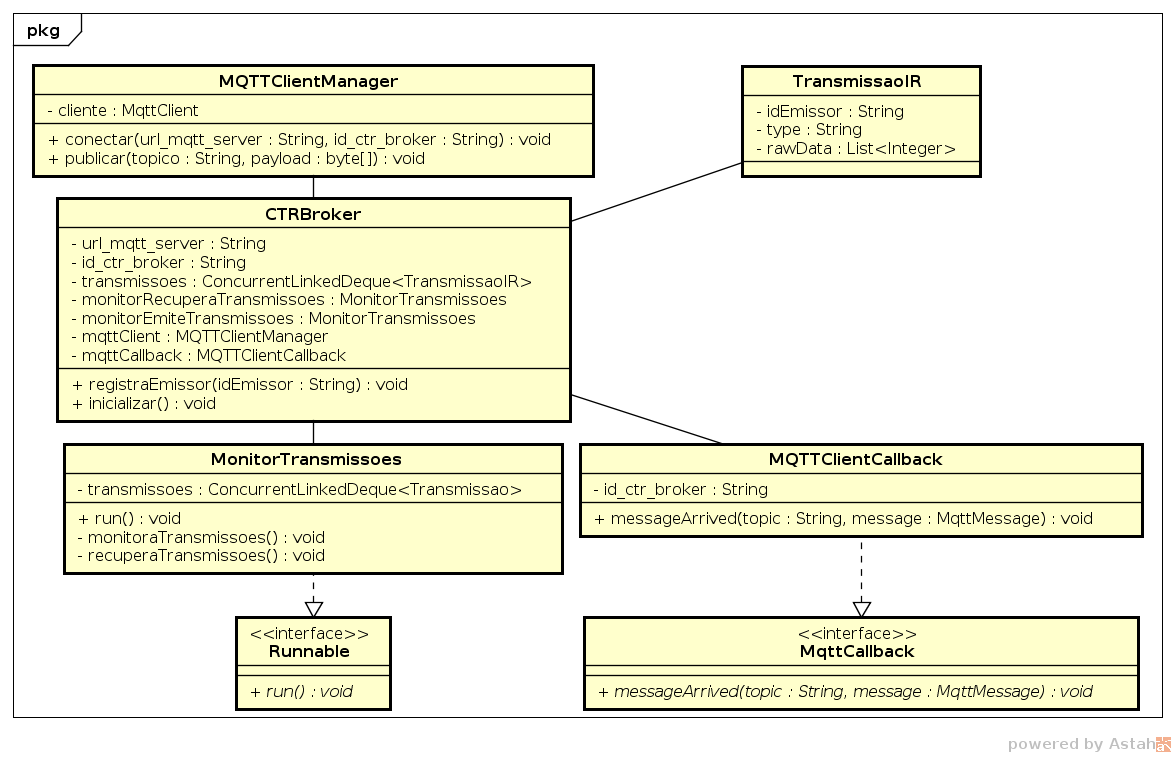 pkg
MQTTClientManager
- cliente : MqttClient
+ conectar(url_mqtt_server : String, id_ctr_broker : String) : void
+ publicar(topico : String, payload : byte[]) : void
TransmissaoIR
- idEmissor : String
- type : String
- rawData : List<Integer>
CTRBroker
- url_mqtt_server : String
- id_ctr_broker : String
- transmissoes : ConcurrentLinkedDeque<TransmissaoIR>
- monitorRecuperaTransmissoes : MonitorTransmissoes
- monitorEmiteTransmissoes : MonitorTransmissoes
- mqttClient : MQTTClientManager
- mqttCallback : MQTTClientCallback
+ registraEmissor(idEmissor : String) : void
+ inicializar() : void
MonitorTransmissoes
- transmissoes : ConcurrentLinkedDeque<Transmissao>
+ run() : void
- monitoraTransmissoes() : void
- recuperaTransmissoes() : void
MQTTClientCallback
- id_ctr_broker : String
+ messageArrived(topic : String, message : MqttMessage) : void
<<interface>>
Runnable
+ run() : void
<<interface>>
MqttCallback
+ messageArrived(topic : String, message : MqttMessage) : void
powered by Astah